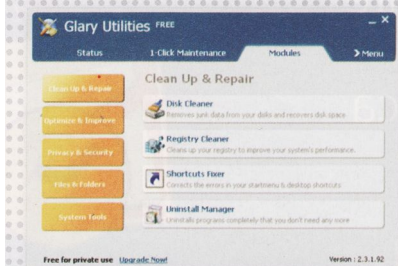 Glary Utilities FREE
Status
1-Click Maintenance
Modules
Menu
Clean Up & Repair
Clean Up & Repair
Disk Cleaner
Removes junk data from your disks and recovers disk space
Optimize & Improve
Registry Cleaner
Cleans up your registry to improve your system's performance.
Privacy & Security
Shortcuts Fixer
Corrects the errors in your startmenu & desktop shortcuts
Files & Folders
Uninstall Manager
Uninstalls programs completely that you don't need any more
System Tools
Free for private use Upgrade Now!
Version : 2.3.1.92